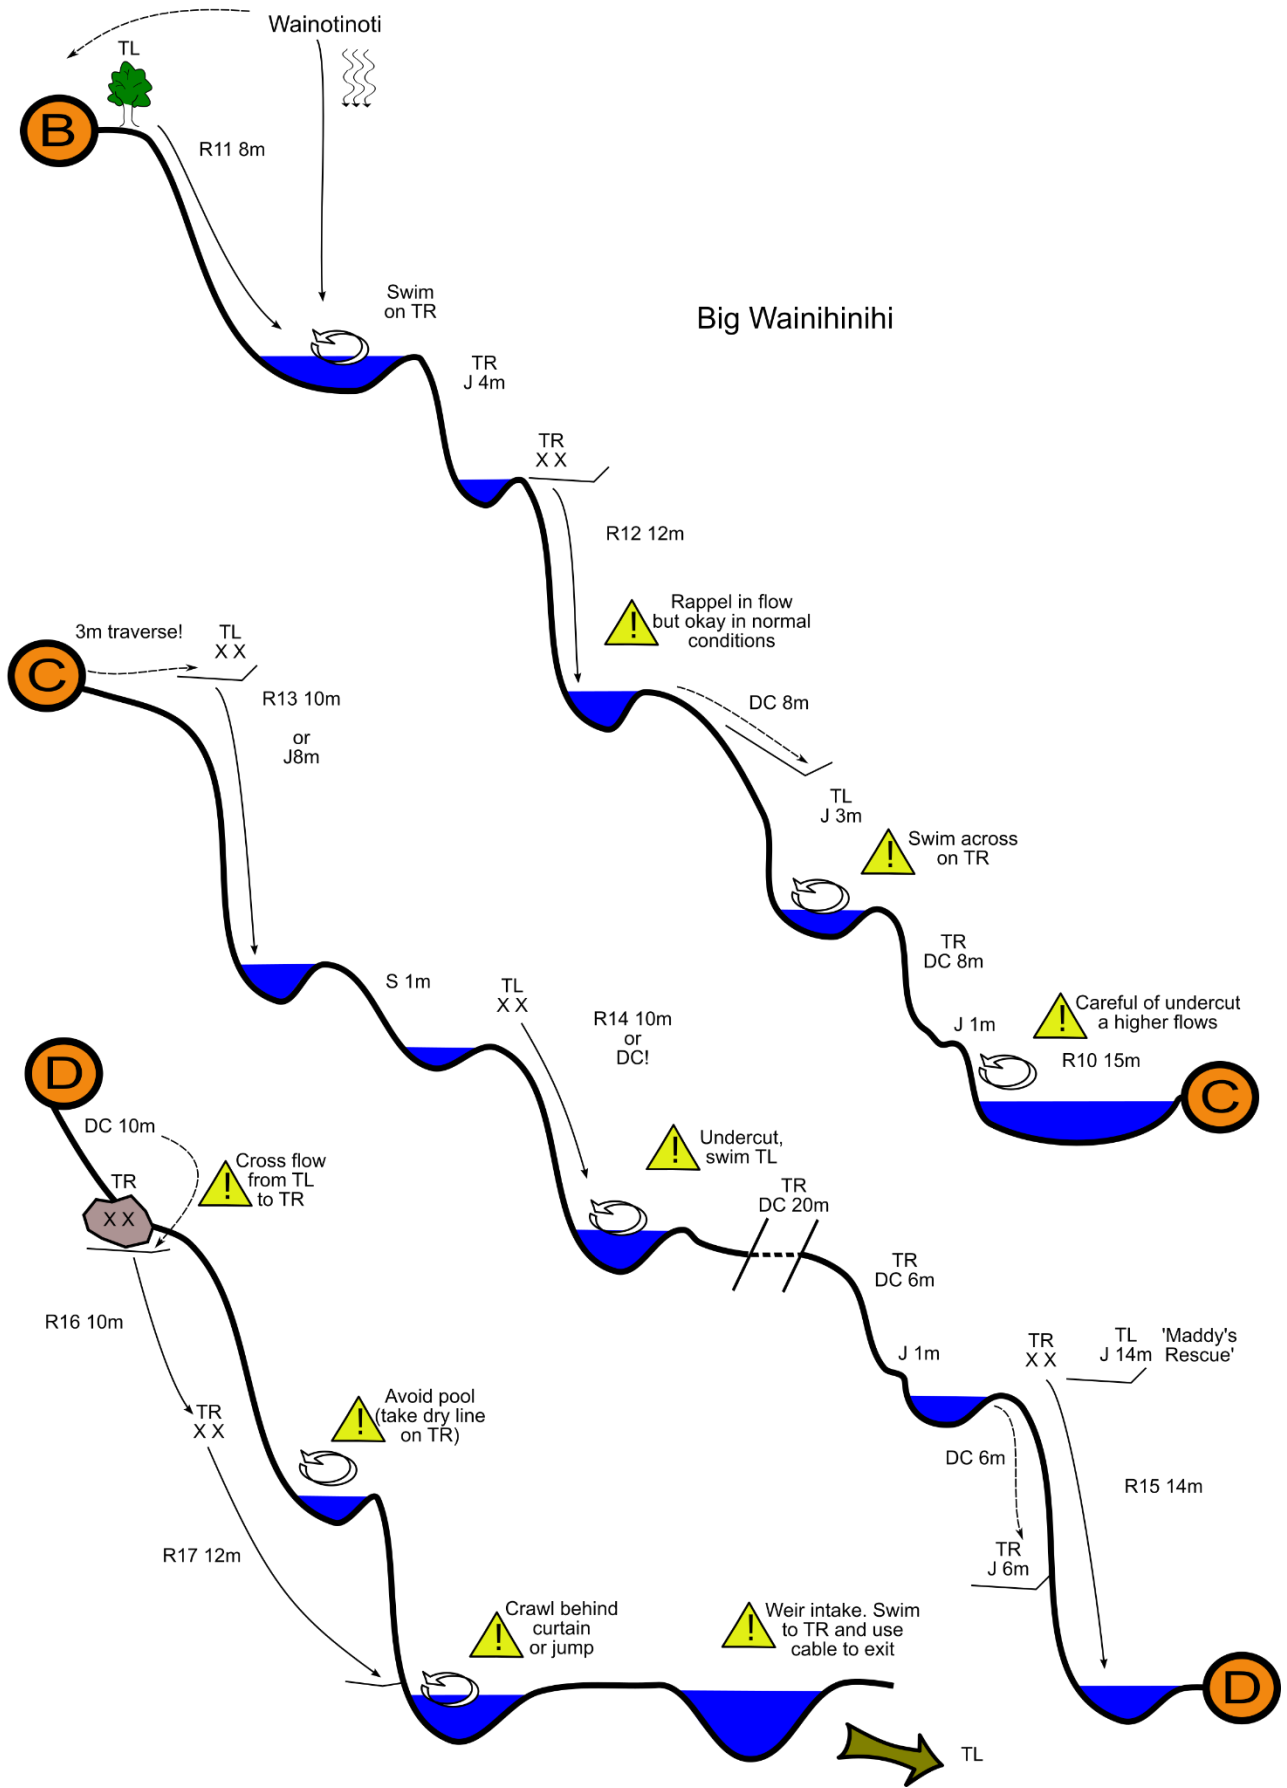 Wainotinoti
TL
B
R11 8m
Swim
on TR
Big Wainihinihi
TR
J 4m
TR
X X
R12 12m
!
Rappel in flow
but okay in normal
conditions
DC 8m
TL
J 3m
!
Swim across
on TR
TR
DC 8m
J 1m
!
Careful of undercut
a higher flows
R10 15m
C
3m traverse!
TL
X X
C
R13 10m
or
J8m
S 1m
TL
X X
R14 10m
or
DC!
!
Undercut,
swim TL
TR
DC 20m
TR
DC 6m
J 1m
TR
X X
TL
J 14m
'Maddy's
Rescue'
DC 6m
R15 14m
TR
J 6m
D
D
DC 10m
TR
X X
!
Cross flow
from TL
to TR
R16 10m
TR
X X
!
Avoid pool
(take dry line
on TR)
R17 12m
!
Crawl behind
curtain
or jump
!
Weir intake. Swim
to TR and use
cable to exit
TL